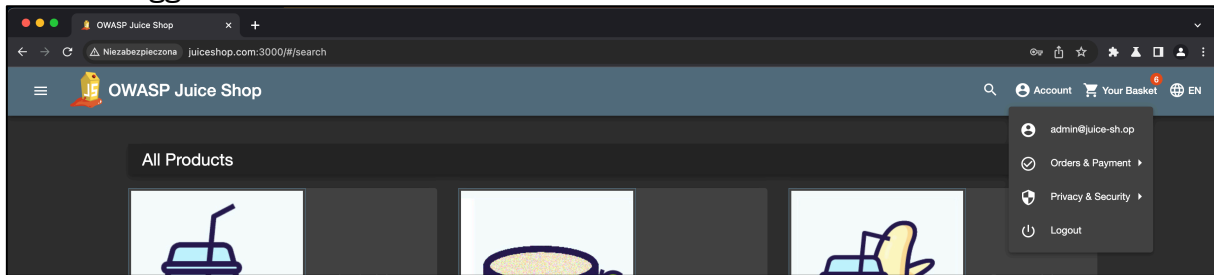 OWASP Juice Shop
Niezabezpieczona juiceshop.com:3000/#/search
OWASP Juice Shop
Account 6 Your Basket EN
admin@juice-sh.op
Orders & Payment
Privacy & Security
Logout
All Products